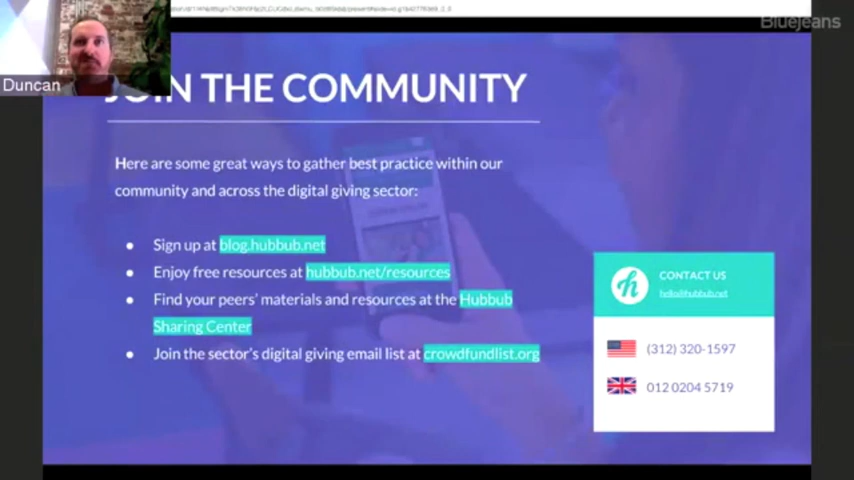 BlueJeans
Duncan
JOIN THE COMMUNITY
Here are some great ways to gather best practice within our
community and across the digital giving sector:
● Sign up at blog.hubbub.net
● Enjoy free resources at hubbub.net/resources
● Find your peers' materials and resources at the Hubbub
Sharing Center
● Join the sector's digital giving email list at crowdfundlist.org
h
CONTACT US
hello@hubbub.net
(312) 320-1597
012 0204 5719